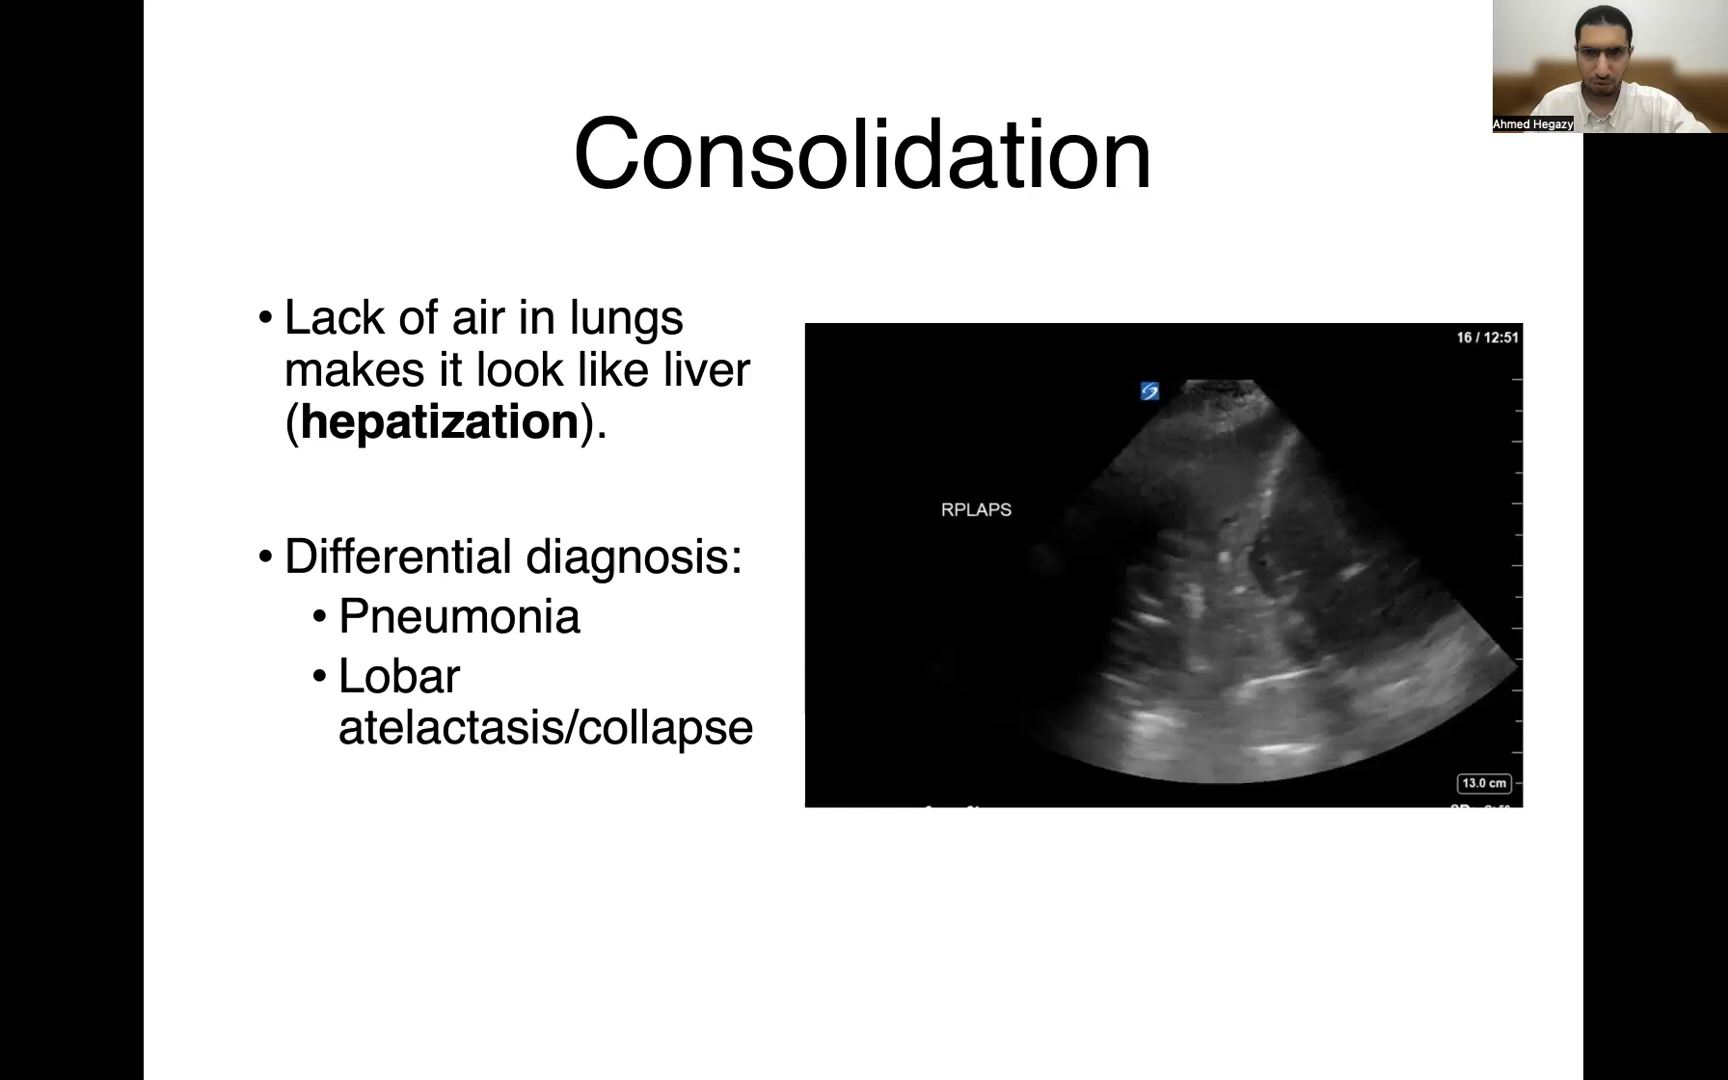 Ahmed Hegazy
Consolidation
• Lack of air in lungs
makes it look like liver
(hepatization).
• Differential diagnosis:
• Pneumonia
• Lobar
atelactasis/collapse
16 / 12:51
RPLAPS
13.0 cm